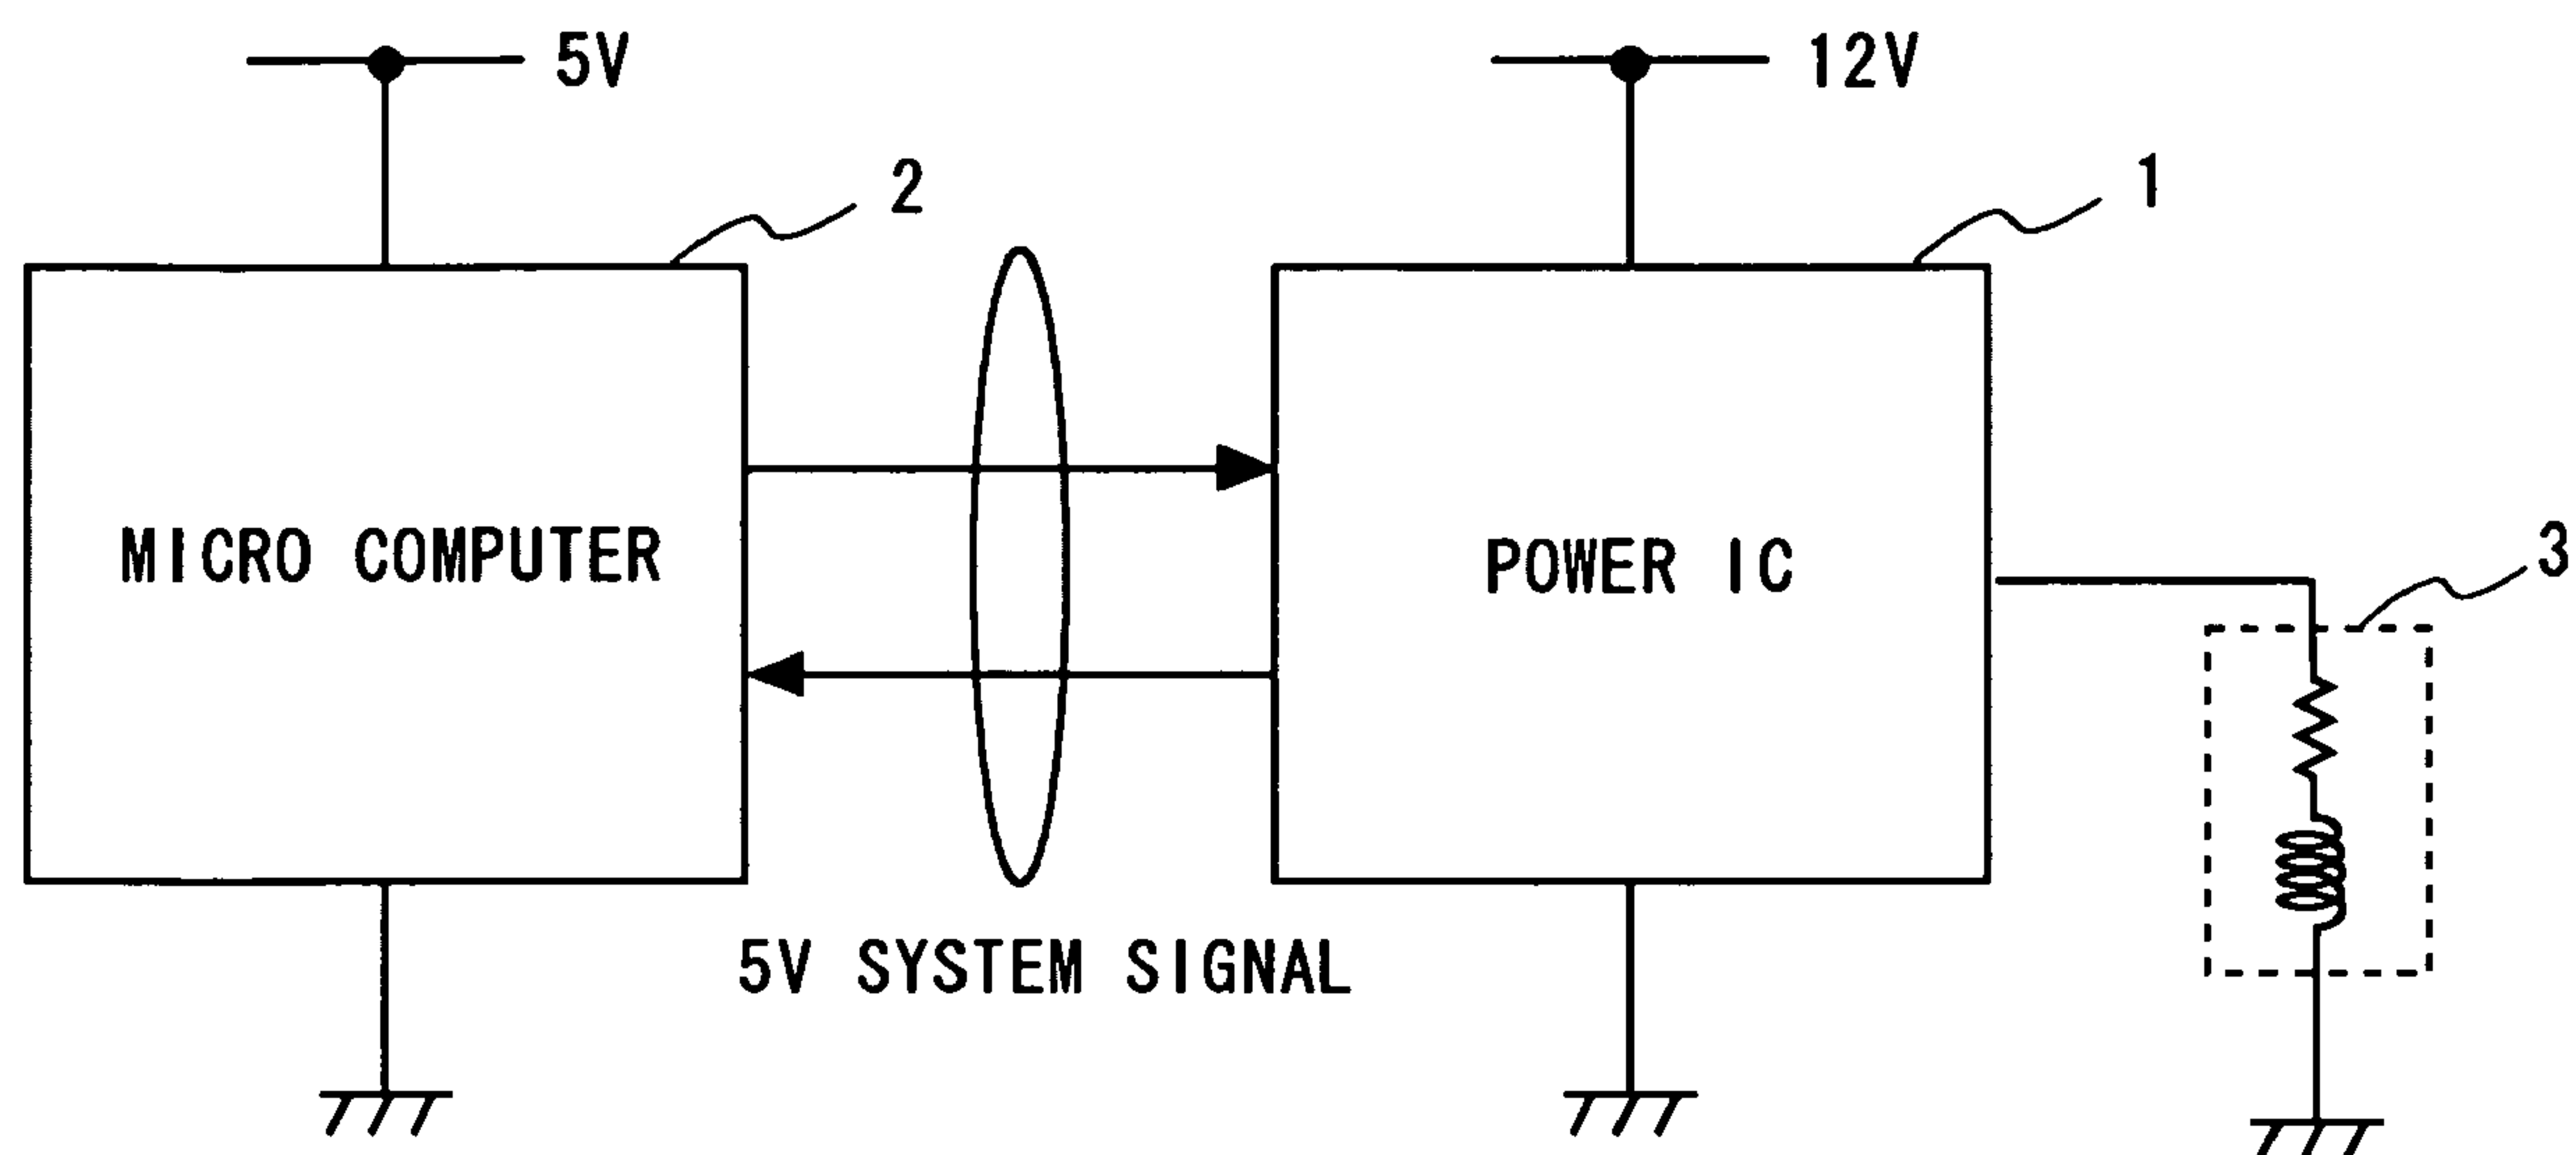 5V
12V
2
1
MICRO COMPUTER
POWER IC
3
5V SYSTEM SIGNAL